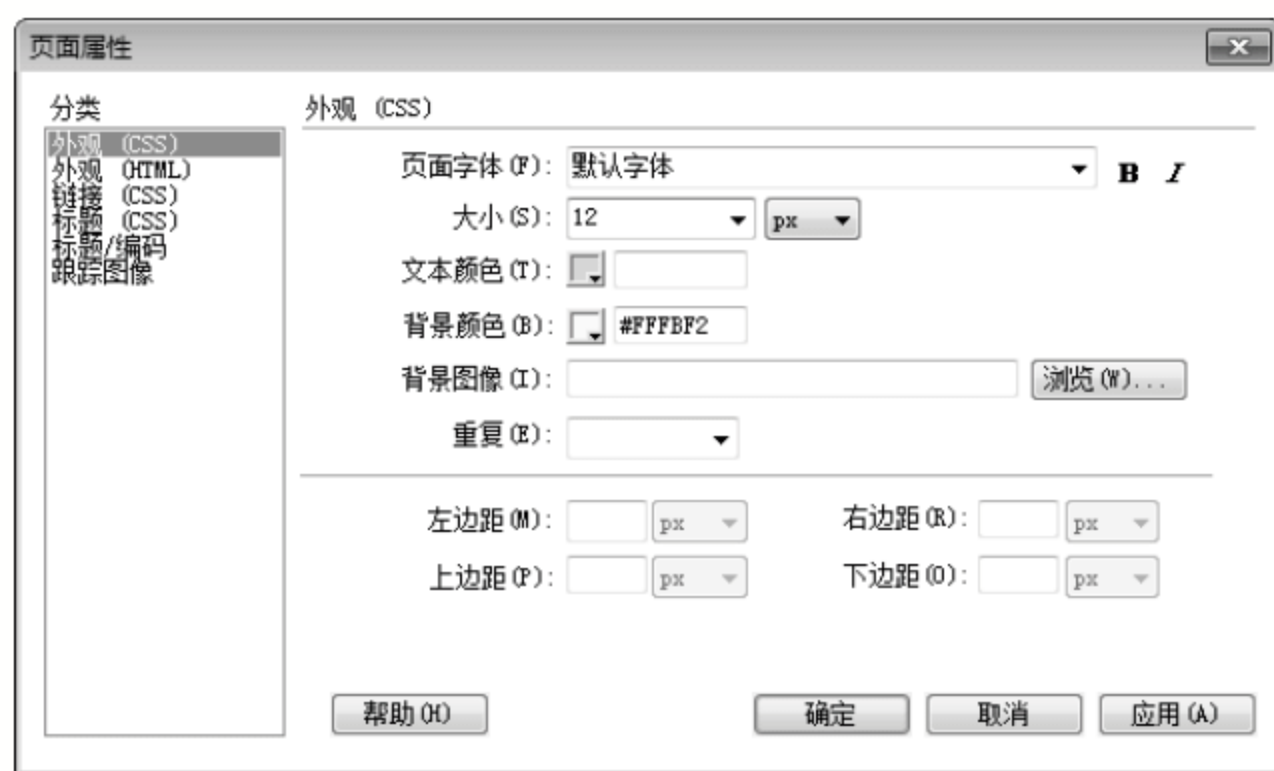 页面属性
分类
外观 (CSS)
外观 (HTML)
链接 (CSS)
标题 (CSS)
标题/编码
跟踪图像
外观 (CSS)
页面字体(F): 默认字体 B I
大小(S): 12 px
文本颜色(T):
背景颜色(B): #FFFBF2
背景图像(I): 浏览(W)...
重复(E):
左边距(M): px 右边距(R): px
上边距(P): px 下边距(O): px
帮助(H) 确定 取消 应用(A)